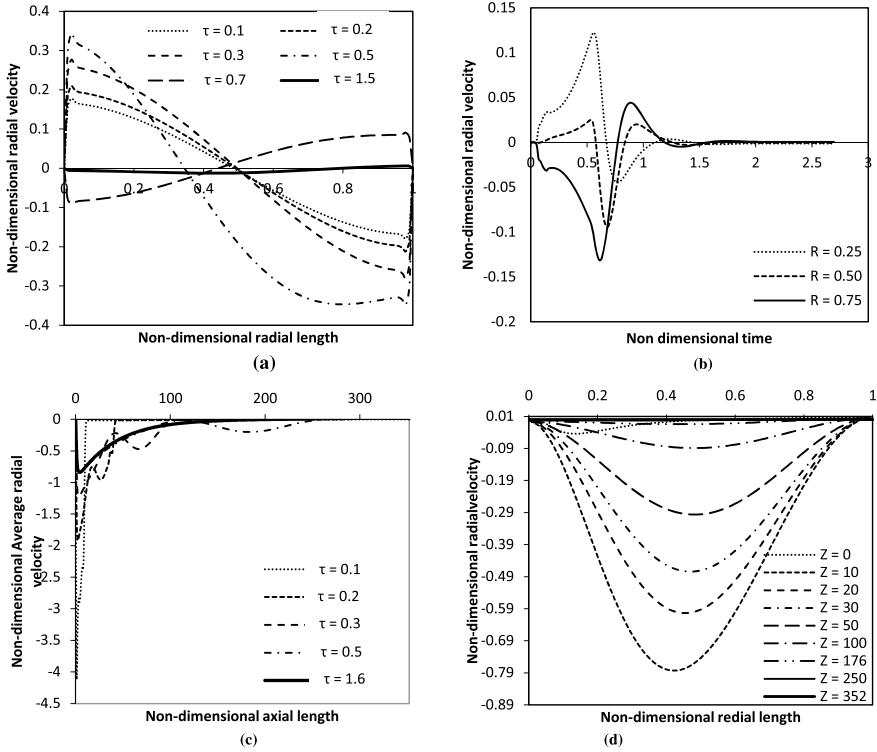 0.4
0.3
0.2
0.1
0
-0.1
-0.2
-0.3
-0.4
0 0.2 0.4 0.6 0.8 1
Non-dimensional radial velocity
τ = 0.1 τ = 0.2
τ = 0.3 τ = 0.5
τ = 0.7 τ = 1.5
Non-dimensional radial length
(a)
0.15
0.1
0.05
0
-0.05
-0.1
-0.15
-0.2
0 0.5 1 1.5 2 2.5 3
Non-dimensional radial velocity
R = 0.25
R = 0.50
R = 0.75
Non dimensional time
(b)
0 100 200 300
0
-0.5
-1
-1.5
-2
-2.5
-3
-3.5
-4
-4.5
Non-dimensional Average radial
velocity
τ = 0.1
τ = 0.2
τ = 0.3
τ = 0.5
τ = 1.6
Non-dimensional axial length
(c)
0 0.2 0.4 0.6 0.8 1
0.01
-0.09
-0.19
-0.29
-0.39
-0.49
-0.59
-0.69
-0.79
-0.89
Non-dimensional radialvelocity
Z = 0
Z = 10
Z = 20
Z = 30
Z = 50
Z = 100
Z = 176
Z = 250
Z = 352
Non-dimensional redial length
(d)